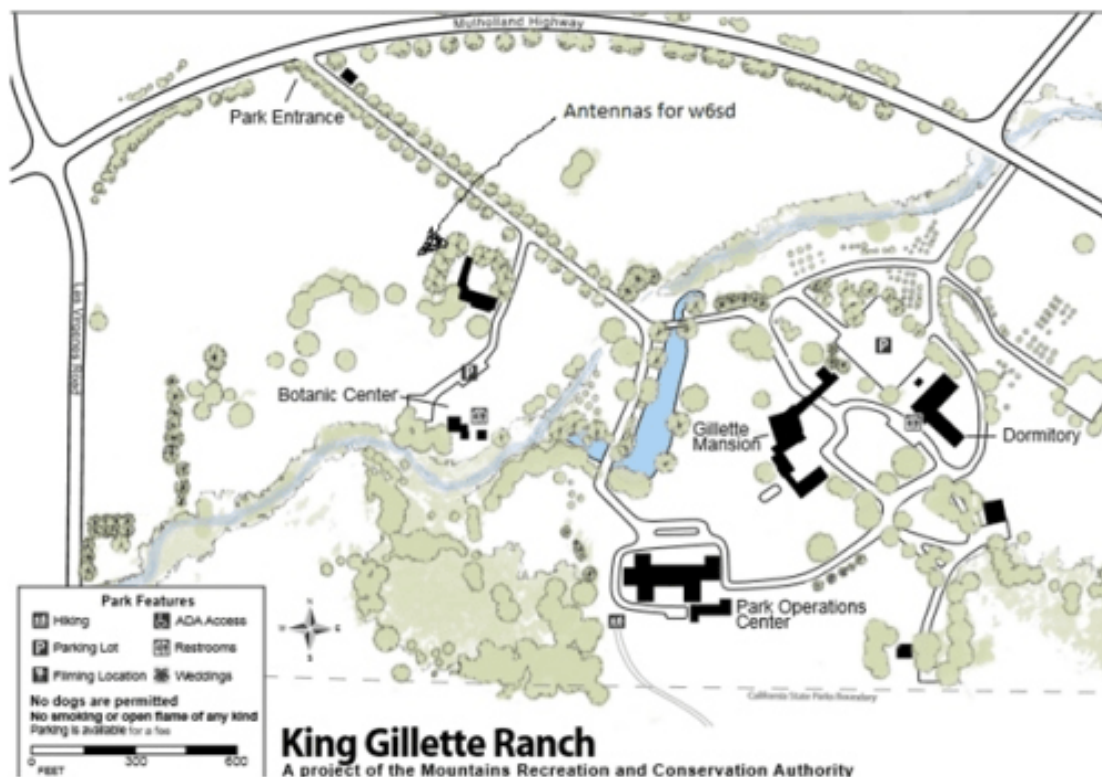 Mulholland Highway
Park Entrance
Antennas for w6sd
Las Virgenes Road
P
Botanic Center
P
Gillette
Mansion
Dormitory
Park Operations
Center
California State Parks Boundary
Park Features
Hiking
ADA Access
P
Parking Lot
Restrooms
Filming Location
Weddings
No dogs are permitted
No smoking or open flame of any kind
Parking is available for a fee
0 300 600
FEET
N
E
S
King Gillette Ranch
A project of the Mountains Recreation and Conservation Authority